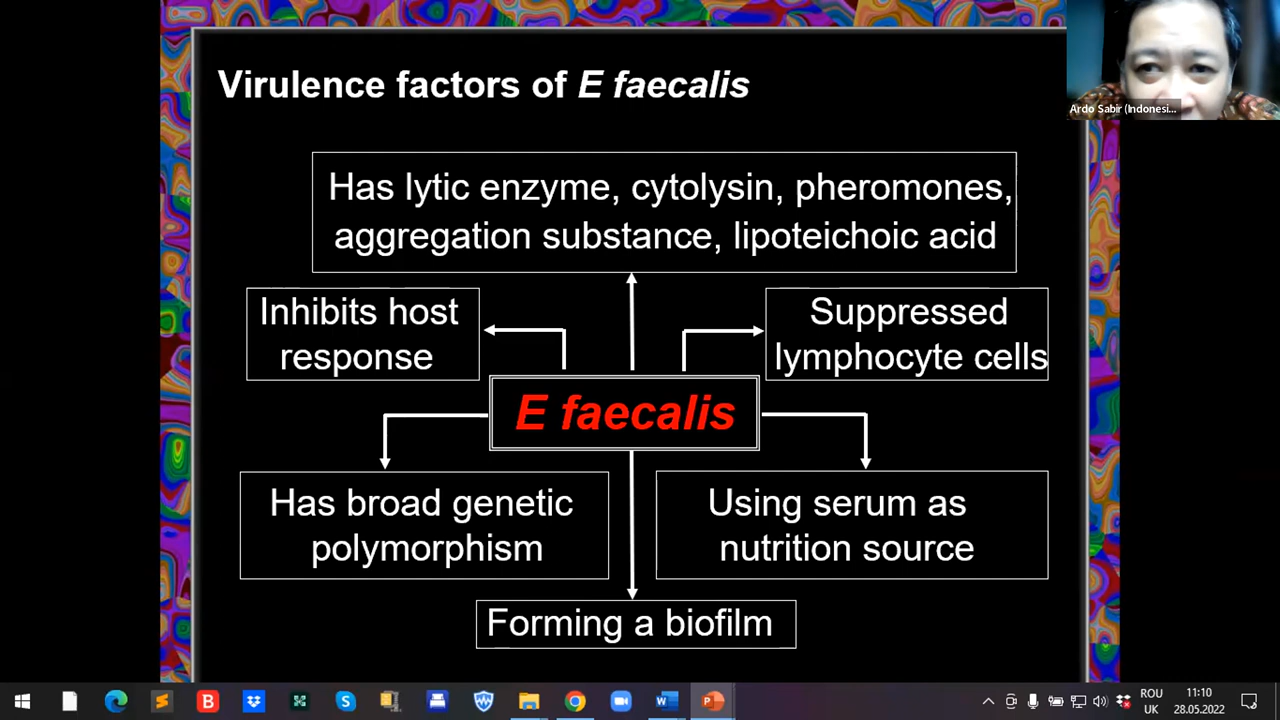 Virulence factors of E faecalis
Ardo Sabir (Indonesi...
Has lytic enzyme, cytolysin, pheromones,
aggregation substance, lipoteichoic acid
Inhibits host
response
Suppressed
lymphocyte cells
E faecalis
Has broad genetic
polymorphism
Using serum as
nutrition source
Forming a biofilm
ROU
UK
11:10
28.05.2022